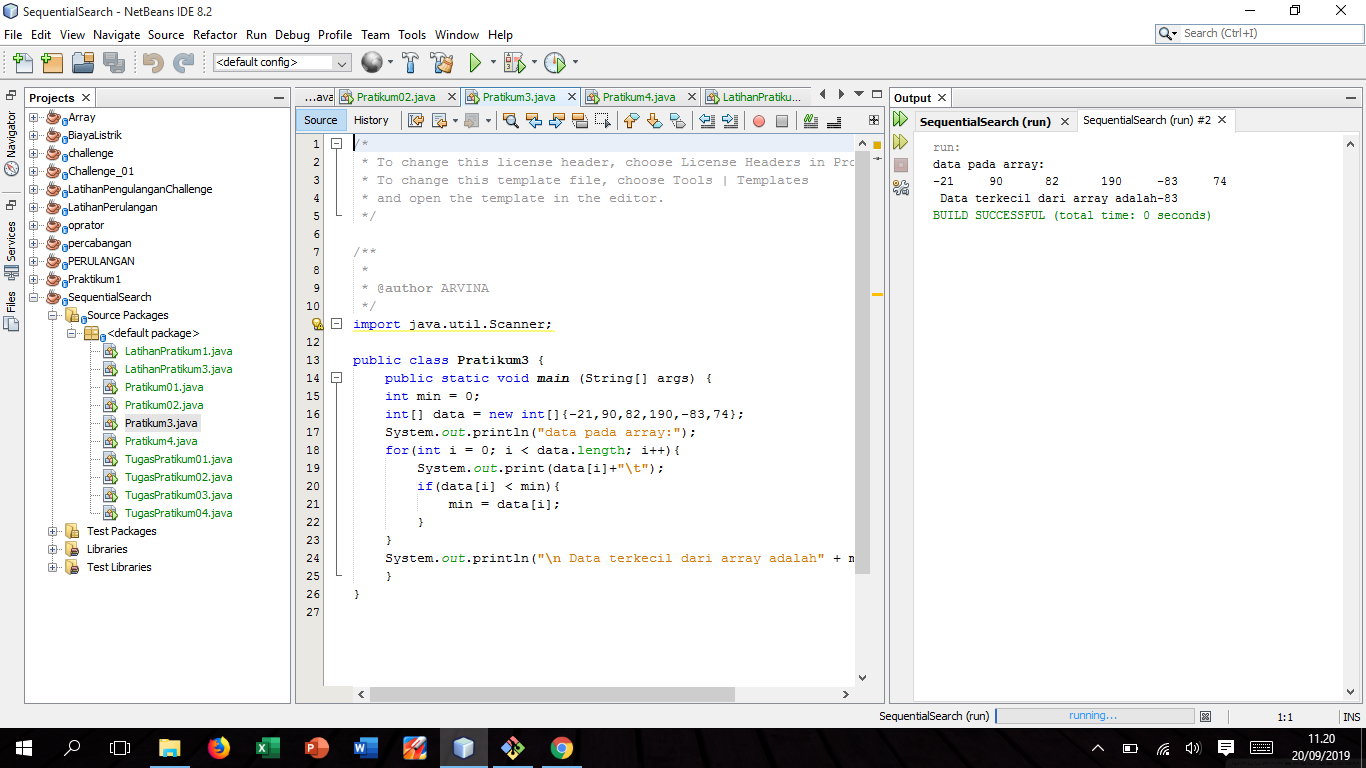 SequentialSearch - NetBeans IDE 8.2
File Edit View Navigate Source Refactor Run Debug Profile Team Tools Window Help
Search (Ctrl+I)
<default config>
Projects
Navigator
Services
Files
Array
BiayaListrik
challenge
Challenge_01
LatihanPengulanganChallenge
LatihanPerulangan
oprator
percabangan
PERULANGAN
Praktikum1
SequentialSearch
Source Packages
<default package>
LatihanPratikum1.java
LatihanPratikum3.java
Pratikum01.java
Pratikum02.java
Pratikum3.java
Pratikum4.java
TugasPratikum01.java
TugasPratikum02.java
TugasPratikum03.java
TugasPratikum04.java
Test Packages
Libraries
Test Libraries
...ava Pratikum02.java Pratikum3.java Pratikum4.java LatihanPratiku...
Source History
1 /*
2 * To change this license header, choose License Headers in Pro
3 * To change this template file, choose Tools | Templates
4 * and open the template in the editor.
5 */
6
7 /**
8 *
9 * @author ARVINA
10 */
import java.util.Scanner;
12
13 public class Pratikum3 {
14 public static void main (String[] args) {
15 int min = 0;
16 int[] data = new int[]{-21,90,82,190,-83,74};
17 System.out.println("data pada array:");
18 for(int i = 0; i < data.length; i++){
19 System.out.print(data[i]+"\t");
20 if(data[i] < min){
21 min = data[i];
22 }
23 }
24 System.out.println("\n Data terkecil dari array adalah" + m
25 }
26 }
27
Output
SequentialSearch (run) SequentialSearch (run) #2
run:
data pada array:
-21 90 82 190 -83 74
Data terkecil dari array adalah-83
BUILD SUCCESSFUL (total time: 0 seconds)
SequentialSearch (run) running... 1:1 INS
11.20
20/09/2019